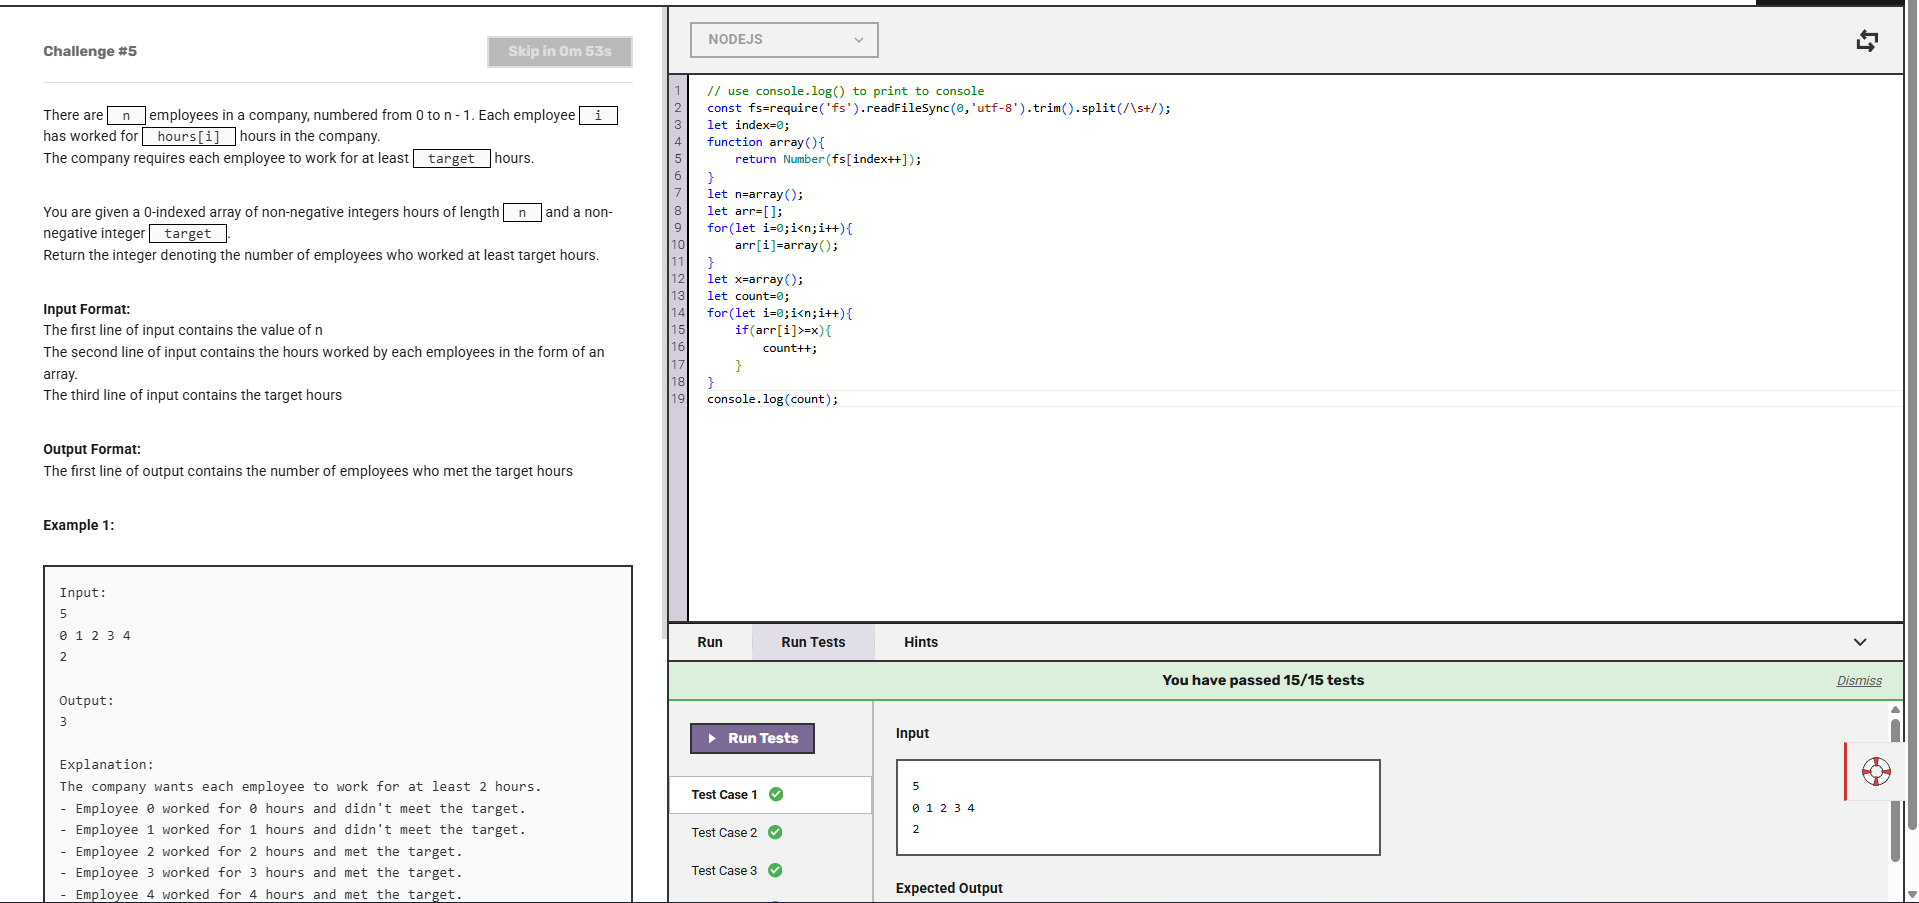 Challenge #5
Skip in 0m 53s
There are n employees in a company, numbered from 0 to n - 1. Each employee i
has worked for hours[i] hours in the company.
The company requires each employee to work for at least target hours.
You are given a 0-indexed array of non-negative integers hours of length n and a non-
negative integer target.
Return the integer denoting the number of employees who worked at least target hours.
Input Format:
The first line of input contains the value of n
The second line of input contains the hours worked by each employees in the form of an
array.
The third line of input contains the target hours
Output Format:
The first line of output contains the number of employees who met the target hours
Example 1:
Input:
5
0 1 2 3 4
2
Output:
3
Explanation:
The company wants each employee to work for at least 2 hours.
- Employee 0 worked for 0 hours and didn't meet the target.
- Employee 1 worked for 1 hours and didn't meet the target.
- Employee 2 worked for 2 hours and met the target.
- Employee 3 worked for 3 hours and met the target.
- Employee 4 worked for 4 hours and met the target.
NODEJS
1 // use console.log() to print to console
2 const fs=require('fs').readFileSync(0,'utf-8').trim().split(/\s+/);
3 let index=0;
4 function array(){
5     return Number(fs[index++]);
6 }
7 let n=array();
8 let arr=[];
9 for(let i=0;i<n;i++){
10     arr[i]=array();
11 }
12 let x=array();
13 let count=0;
14 for(let i=0;i<n;i++){
15     if(arr[i]>=x){
16         count++;
17     }
18 }
19 console.log(count);
Run
Run Tests
Hints
You have passed 15/15 tests
Dismiss
Run Tests
Test Case 1
Test Case 2
Test Case 3
Input
5
0 1 2 3 4
2
Expected Output